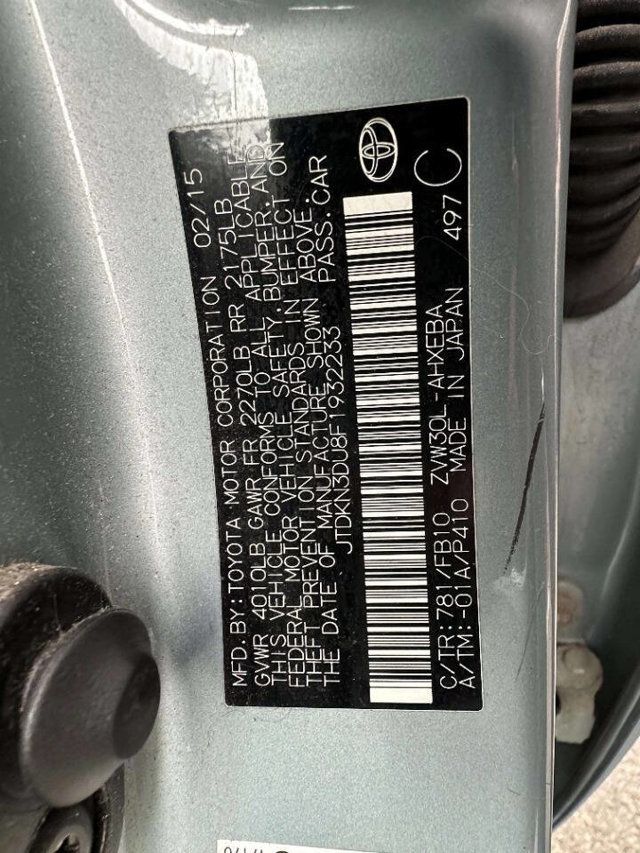 MFD. BY: TOYOTA MOTOR CORPORATION 02/15
GVWR 4010LB GAWR FR 2270LB RR 2175LB
THIS VEHICLE CONFORMS TO ALL APPLICABLE
FEDERAL MOTOR VEHICLE SAFETY, BUMPER, AND
THEFT PREVENTION STANDARDS IN EFFECT ON
THE DATE OF MANUFACTURE SHOWN ABOVE.
JTDKN3DU8F1932233 PASS. CAR
C/TR: 781/FB10 ZVW30L-AHXEBA 497 C
A/TM: -01A/P410 MADE IN JAPAN